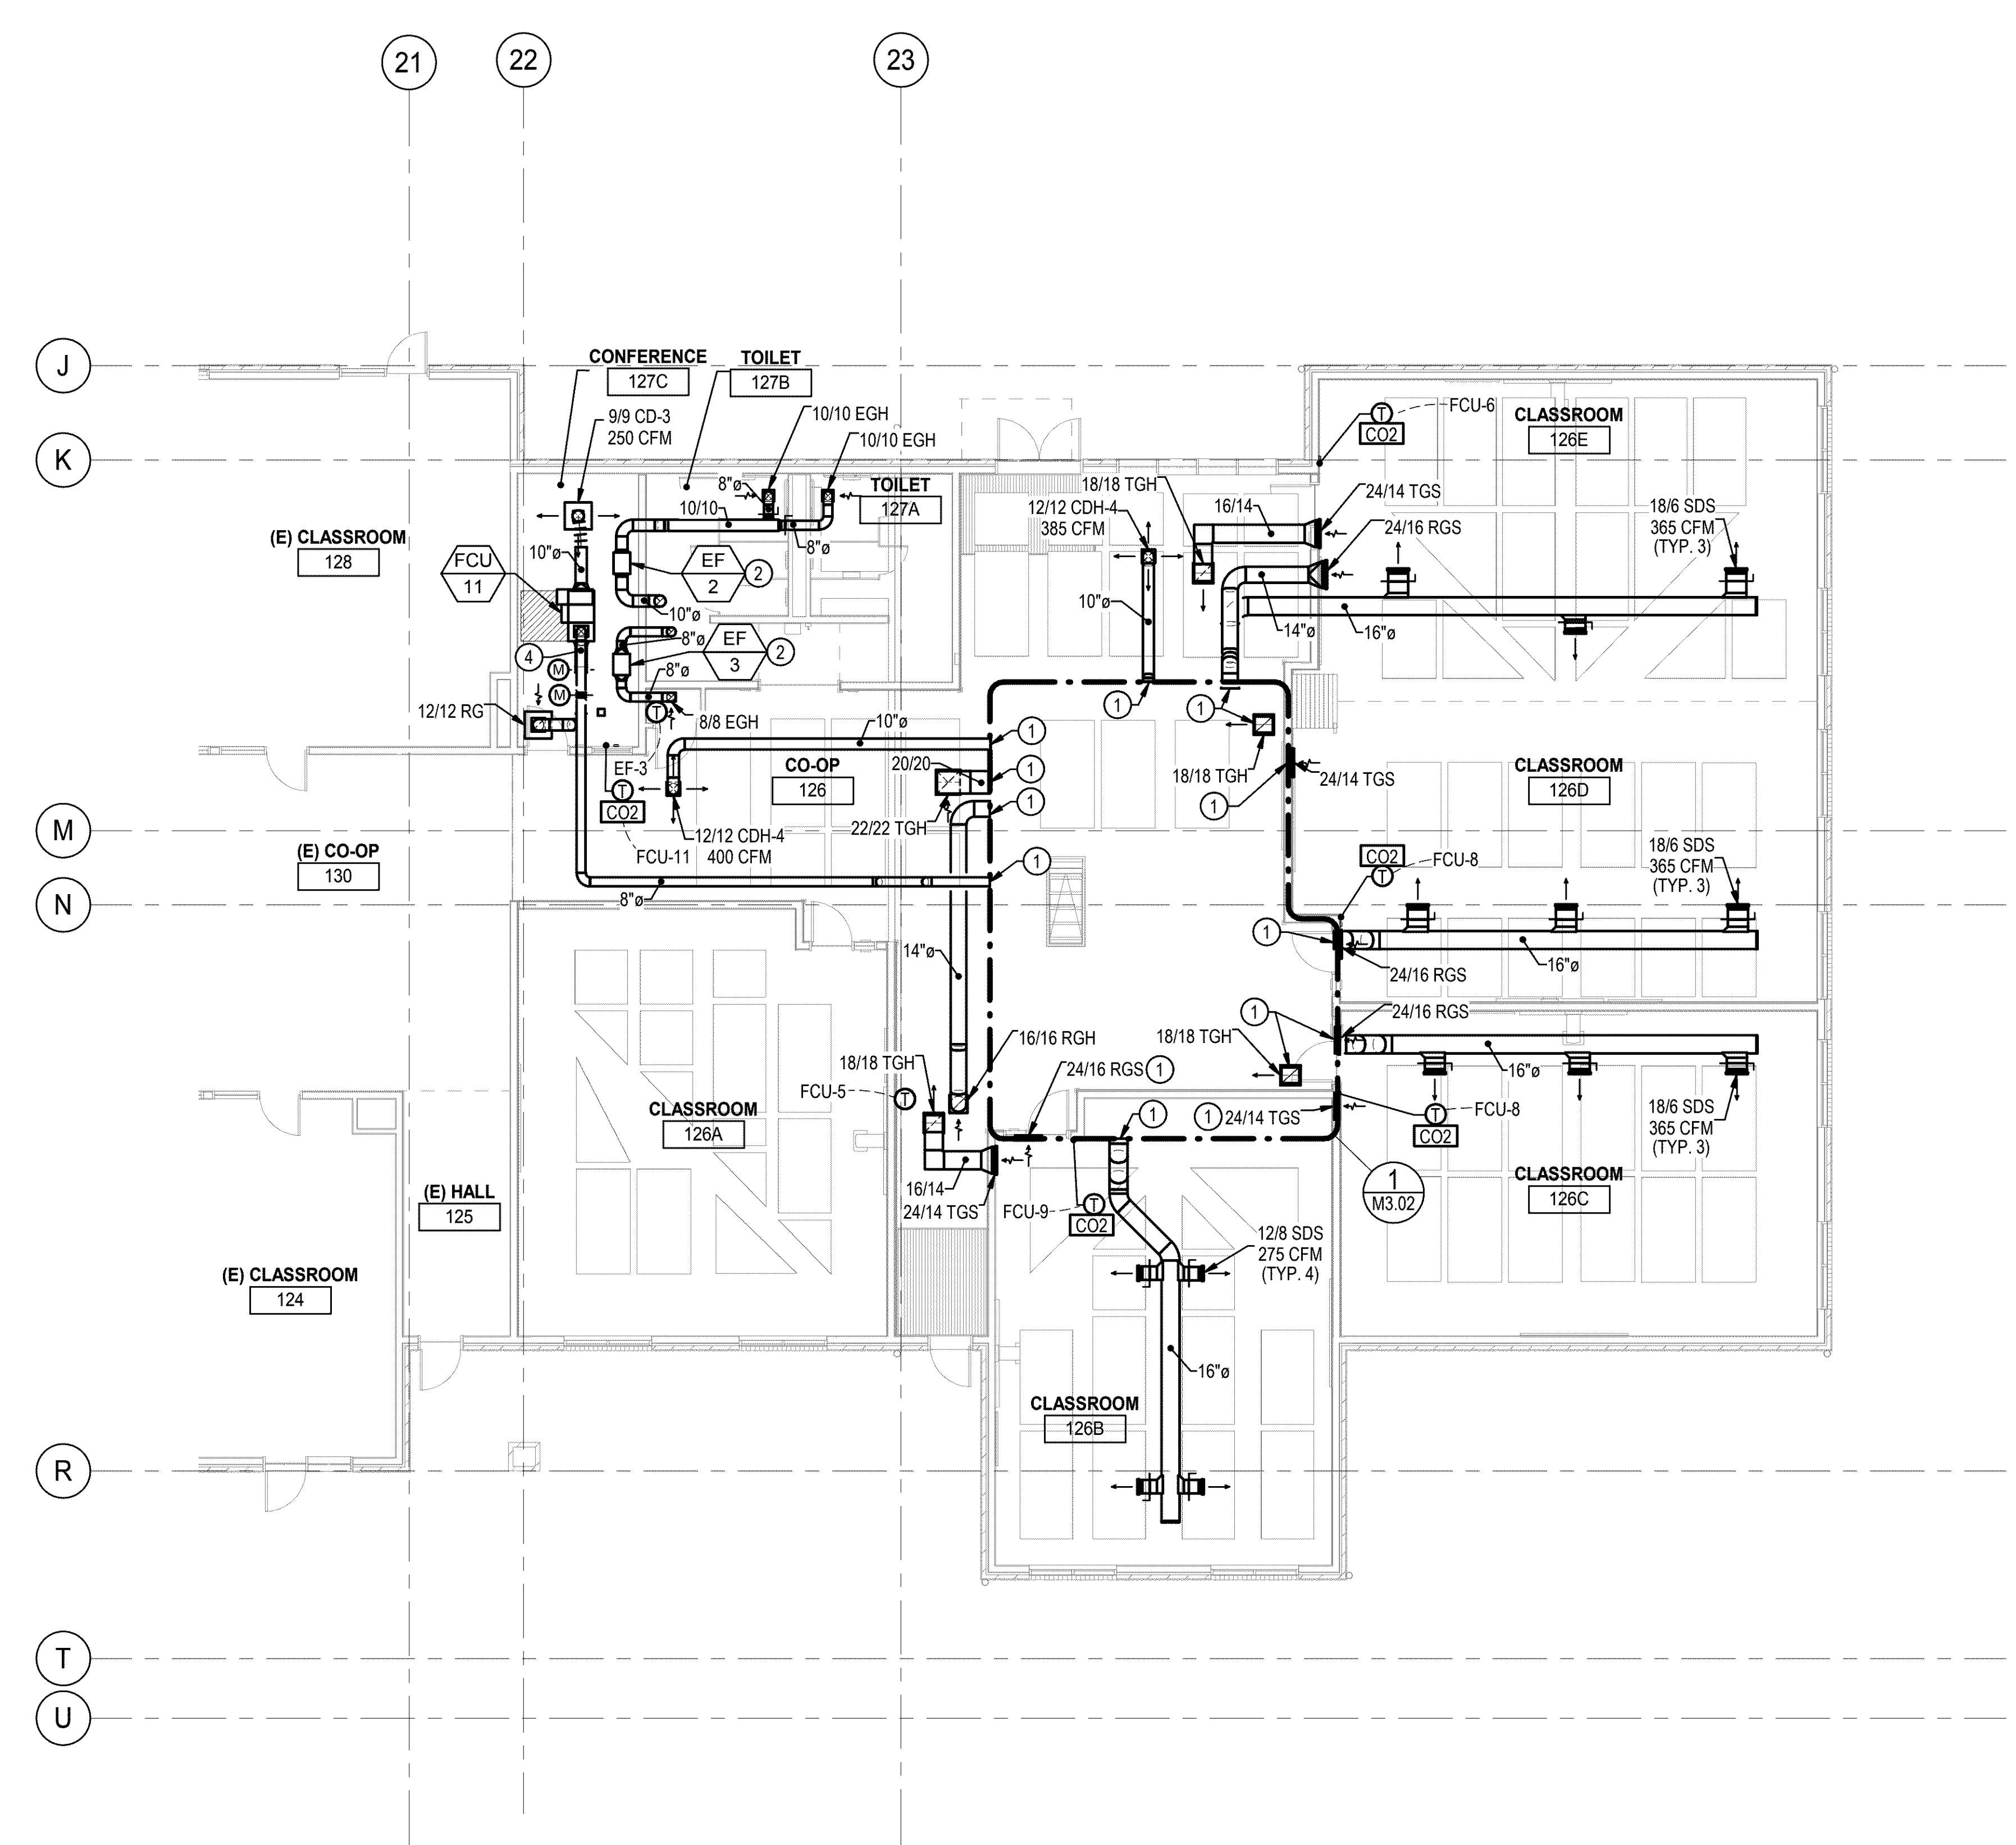 21
22
23
J
CONFERENCE
127C
TOILET
127B
9/9 CD-3
250 CFM
10/10 EGH
10/10 EGH
FCU-6
T
CO2
CLASSROOM
126E
K
8"ø
TOILET
127A
18/18 TGH
24/14 TGS
10/10
12/12 CDH-4
385 CFM
16/14
24/16 RGS
18/6 SDS
365 CFM
(TYP. 3)
(E) CLASSROOM
128
10"ø
8"ø
FCU
11
EF
2
2
10"ø
10"ø
14"ø
16"ø
8"ø
EF
3
2
4
M
8"ø
M
12/12 RG
T
8/8 EGH
1
1
10"ø
1
EF-3
20/20
1
CO-OP
126
18/18 TGH
24/14 TGS
CLASSROOM
126D
T
CO2
1
1
22/22 TGH
M
12/12 CDH-4
400 CFM
FCU-11
(E) CO-OP
130
CO2
FCU-8
T
18/6 SDS
365 CFM
(TYP. 3)
1
8"ø
N
1
14"ø
24/16 RGS
16"ø
1
24/16 RGS
16/16 RGH
18/18 TGH
18/18 TGH
24/16 RGS
1
16"ø
FCU-5
T
CLASSROOM
126A
1
1
24/14 TGS
T
FCU-8
CO2
18/6 SDS
365 CFM
(TYP. 3)
CLASSROOM
126C
16/14
24/14 TGS
1
M3.02
(E) HALL
125
FCU-9
T
CO2
12/8 SDS
275 CFM
(TYP. 4)
(E) CLASSROOM
124
16"ø
CLASSROOM
126B
R
T
U